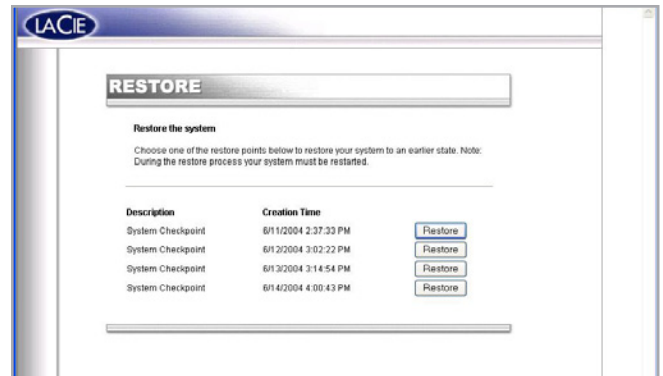 LACIE
RESTORE
Restore the system
Choose one of the restore points below to restore your system to an earlier state. Note:
During the restore process your system must be restarted.
Description Creation Time
System Checkpoint 6/11/2004 2:37:33 PM Restore
System Checkpoint 6/12/2004 3:02:22 PM Restore
System Checkpoint 6/13/2004 3:14:54 PM Restore
System Checkpoint 6/14/2004 4:00:43 PM Restore